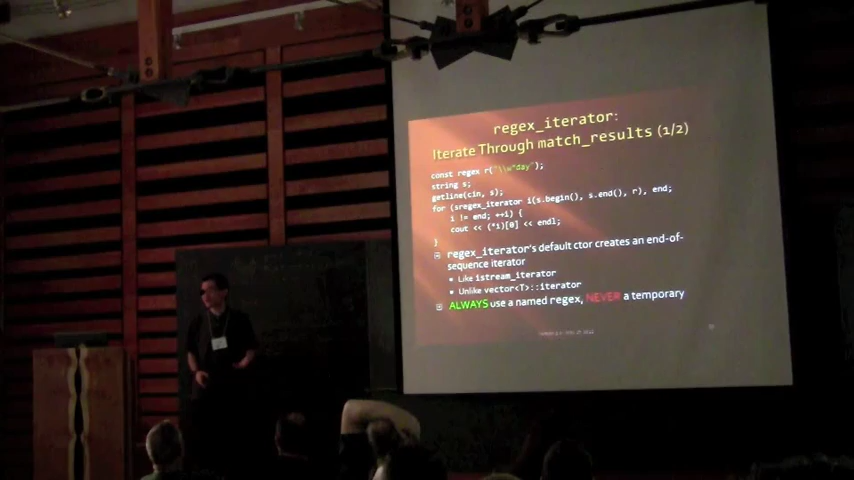 regex_iterator:
Iterate Through match_results (1/2)
const regex r("\\w*day");
string s;
getline(cin, s);
for (sregex_iterator i(s.begin(), s.end(), r), end;
i != end; ++i) {
cout << (*i)[0] << endl;
}
regex_iterator's default ctor creates an end-of-
sequence iterator
Like istream_iterator
Unlike vector<T>::iterator
ALWAYS use a named regex, NEVER a temporary